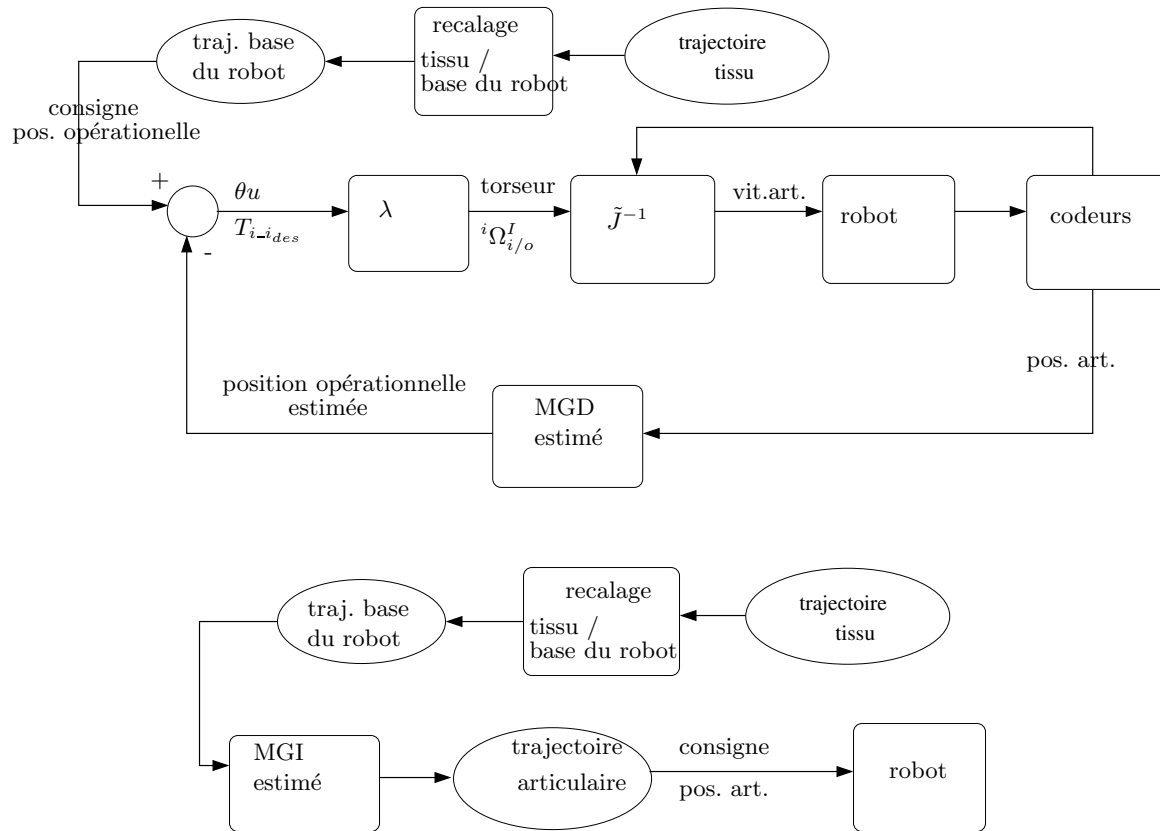 traj. base
du robot
recalage
tissu /
base du robot
trajectoire
tissu
consigne
pos. opérationelle
+
-
θu
T_{i_i_{des}}
λ
torseur
^iΩ^I_{i/o}
J̃^{-1}
vit.art.
robot
codeurs
pos. art.
position opérationnelle
estimée
MGD
estimé
traj. base
du robot
recalage
tissu /
base du robot
trajectoire
tissu
MGI
estimé
trajectoire
articulaire
consigne
pos. art.
robot